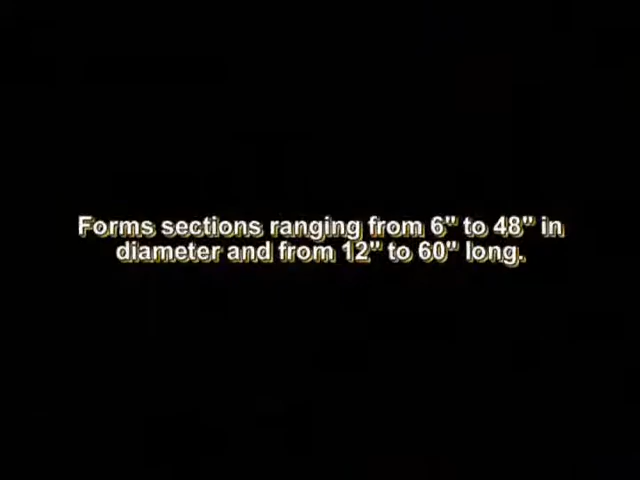 Forms sections ranging from 6" to 48" in
diameter and from 12" to 60" long.